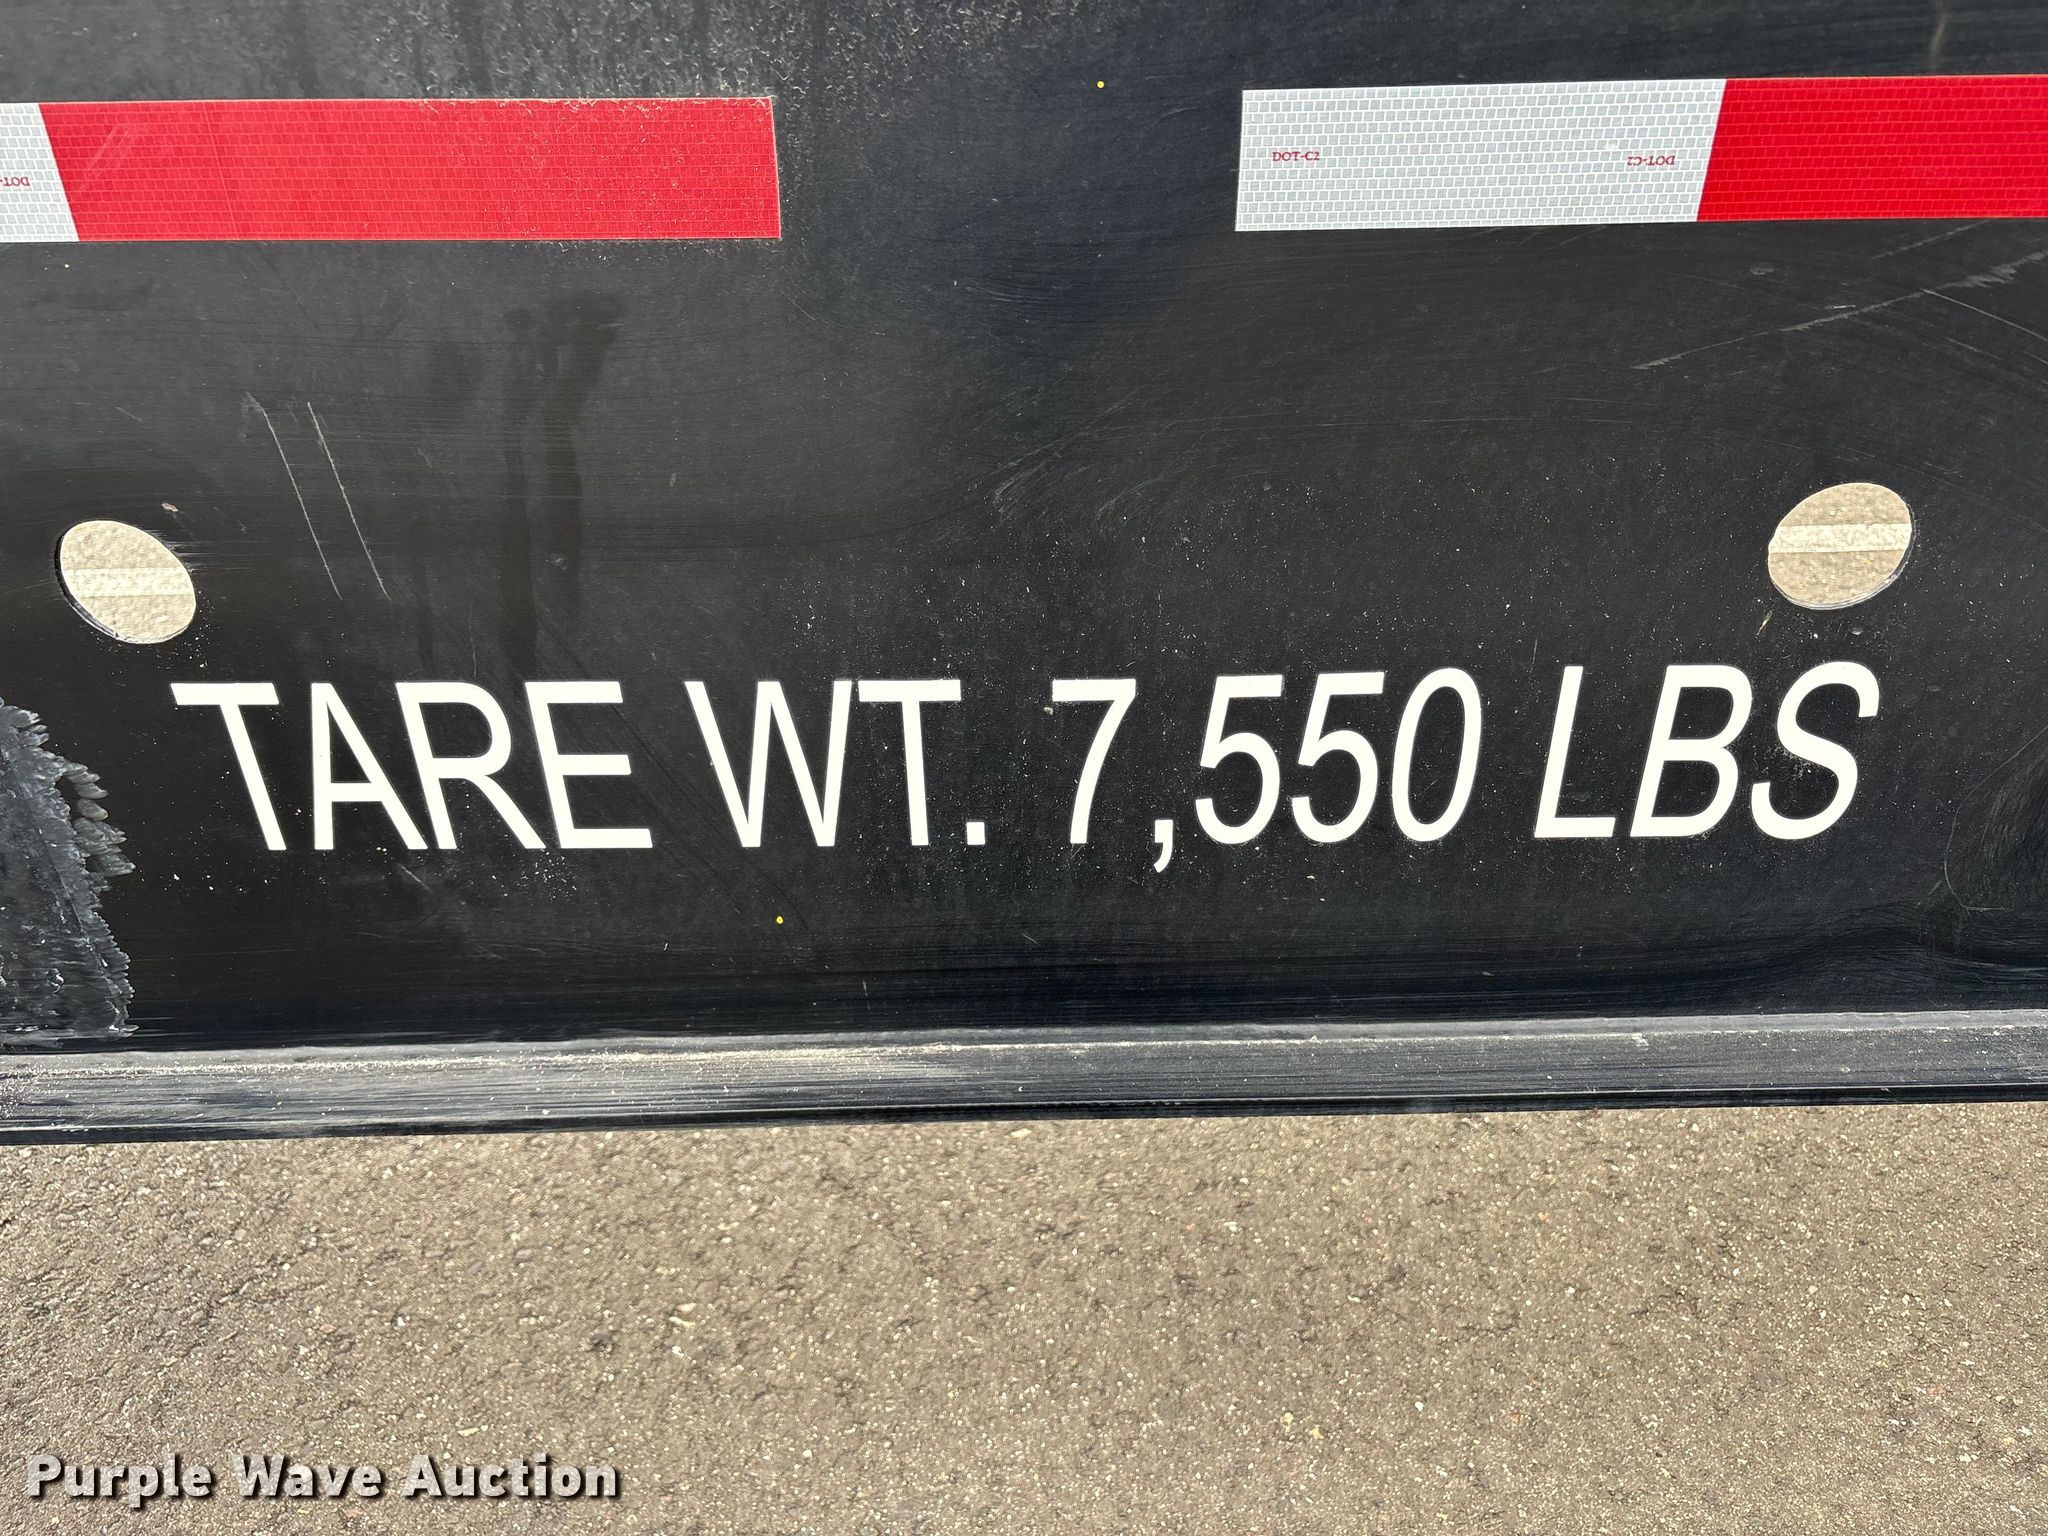 DOT-C2
DOT-C2
TARE WT. 7,550 LBS
Purple Wave Auction